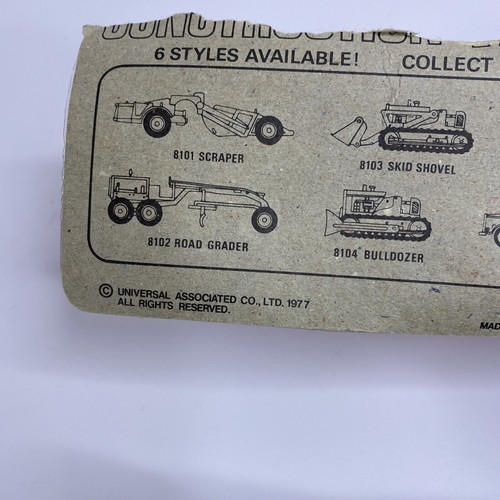 6 STYLES AVAILABLE! COLLECT
8101 SCRAPER
8103 SKID SHOVEL
8102 ROAD GRADER
8104 BULLDOZER
© UNIVERSAL ASSOCIATED CO., LTD. 1977
ALL RIGHTS RESERVED.
MAD